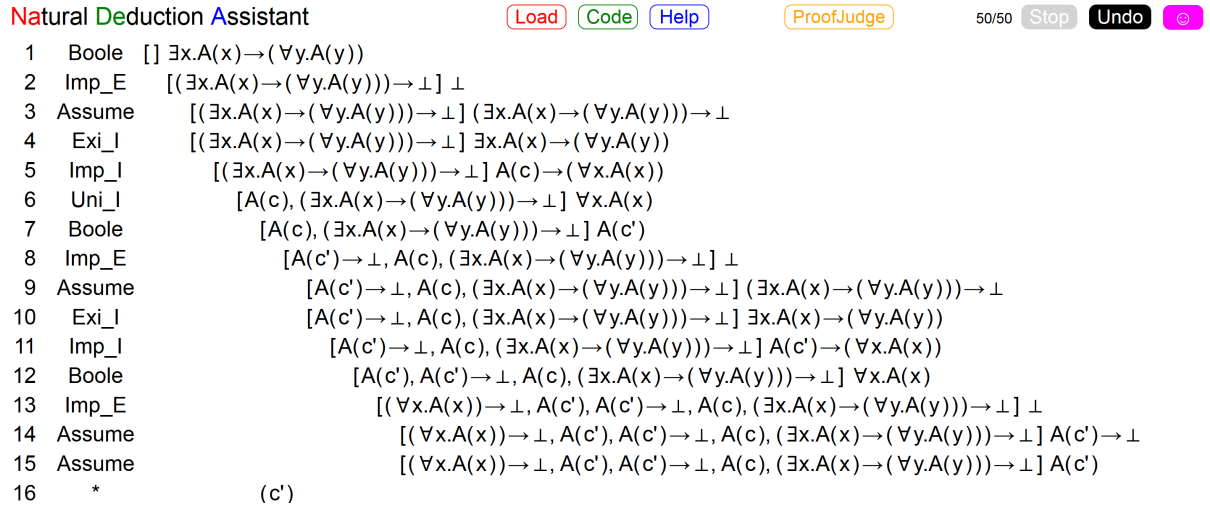 Natural Deduction Assistant Load Code Help ProofJudge 50/50 Stop Undo ☺
1 Boole [] ∃x.A(x)→(∀y.A(y))
2 Imp_E [(∃x.A(x)→(∀y.A(y)))→⊥] ⊥
3 Assume [(∃x.A(x)→(∀y.A(y)))→⊥] (∃x.A(x)→(∀y.A(y)))→⊥
4 Exi_I [(∃x.A(x)→(∀y.A(y)))→⊥] ∃x.A(x)→(∀y.A(y))
5 Imp_I [(∃x.A(x)→(∀y.A(y)))→⊥] A(c)→(∀x.A(x))
6 Uni_I [A(c), (∃x.A(x)→(∀y.A(y)))→⊥] ∀x.A(x)
7 Boole [A(c), (∃x.A(x)→(∀y.A(y)))→⊥] A(c')
8 Imp_E [A(c')→⊥, A(c), (∃x.A(x)→(∀y.A(y)))→⊥] ⊥
9 Assume [A(c')→⊥, A(c), (∃x.A(x)→(∀y.A(y)))→⊥] (∃x.A(x)→(∀y.A(y)))→⊥
10 Exi_I [A(c')→⊥, A(c), (∃x.A(x)→(∀y.A(y)))→⊥] ∃x.A(x)→(∀y.A(y))
11 Imp_I [A(c')→⊥, A(c), (∃x.A(x)→(∀y.A(y)))→⊥] A(c')→(∀x.A(x))
12 Boole [A(c'), A(c')→⊥, A(c), (∃x.A(x)→(∀y.A(y)))→⊥] ∀x.A(x)
13 Imp_E [(∀x.A(x))→⊥, A(c'), A(c')→⊥, A(c), (∃x.A(x)→(∀y.A(y)))→⊥] ⊥
14 Assume [(∀x.A(x))→⊥, A(c'), A(c')→⊥, A(c), (∃x.A(x)→(∀y.A(y)))→⊥] A(c')→⊥
15 Assume [(∀x.A(x))→⊥, A(c'), A(c')→⊥, A(c), (∃x.A(x)→(∀y.A(y)))→⊥] A(c')
16 * (c')